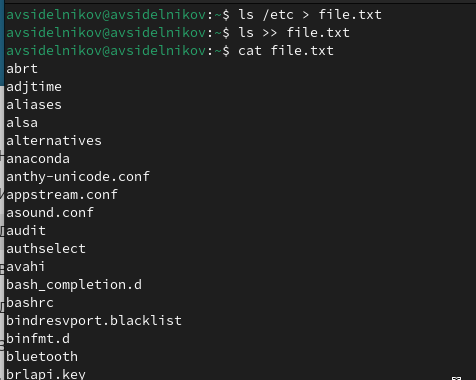 avsidelnikov@avsidelnikov:~$ ls /etc > file.txt
avsidelnikov@avsidelnikov:~$ ls >> file.txt
avsidelnikov@avsidelnikov:~$ cat file.txt
abrt
adjtime
aliases
alsa
alternatives
anaconda
anthy-unicode.conf
appstream.conf
asound.conf
audit
authselect
avahi
bash_completion.d
bashrc
bindresvport.blacklist
binfmt.d
bluetooth
brlapi.key